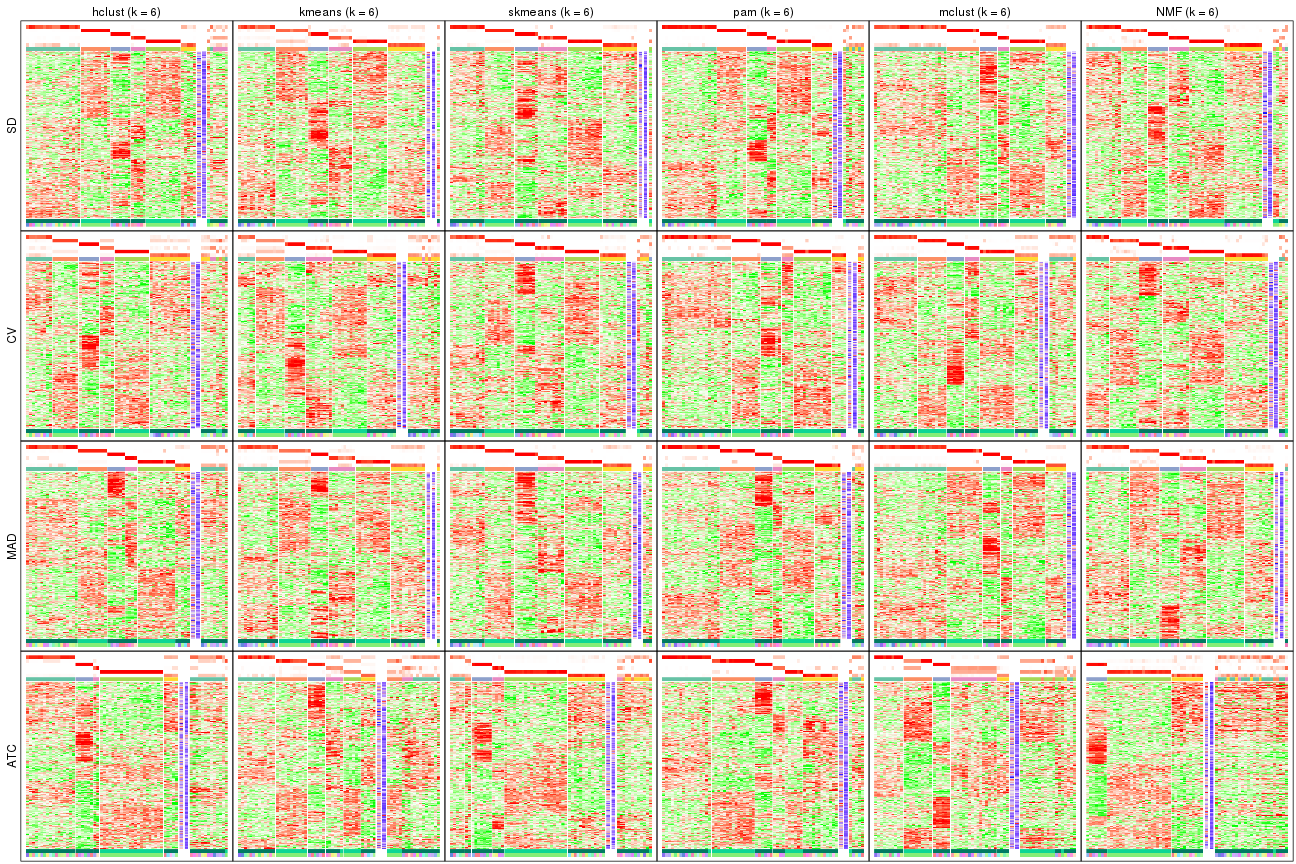 hclust (k = 6)
kmeans (k = 6)
skmeans (k = 6)
pam (k = 6)
mclust (k = 6)
NMF (k = 6)
SD
CV
MAD
ATC